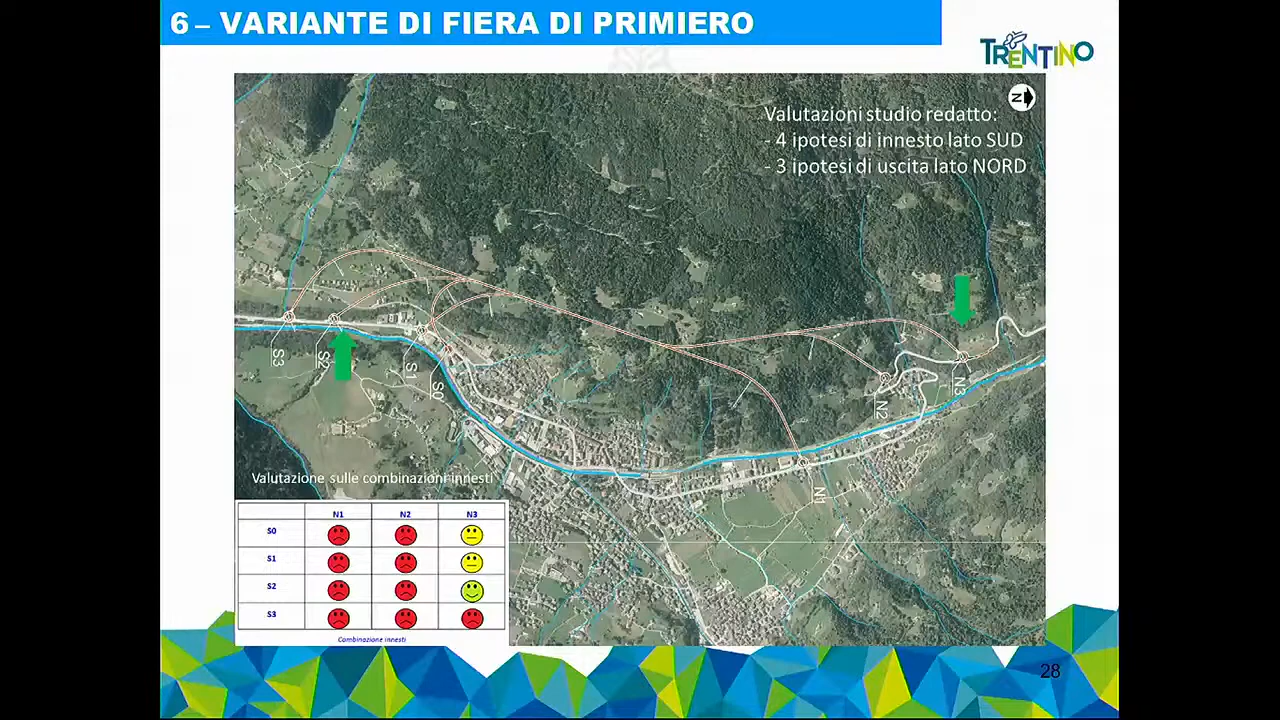 6 – VARIANTE DI FIERA DI PRIMIERO
TRENTINO
N
Valutazioni studio redatto:
- 4 ipotesi di innesto lato SUD
- 3 ipotesi di uscita lato NORD
S3
S2
S1
S0
N3
N2
N1
Valutazione sulle combinazioni innesti
N1 N2 N3
S0
S1
S2
S3
Combinazione innesti
28